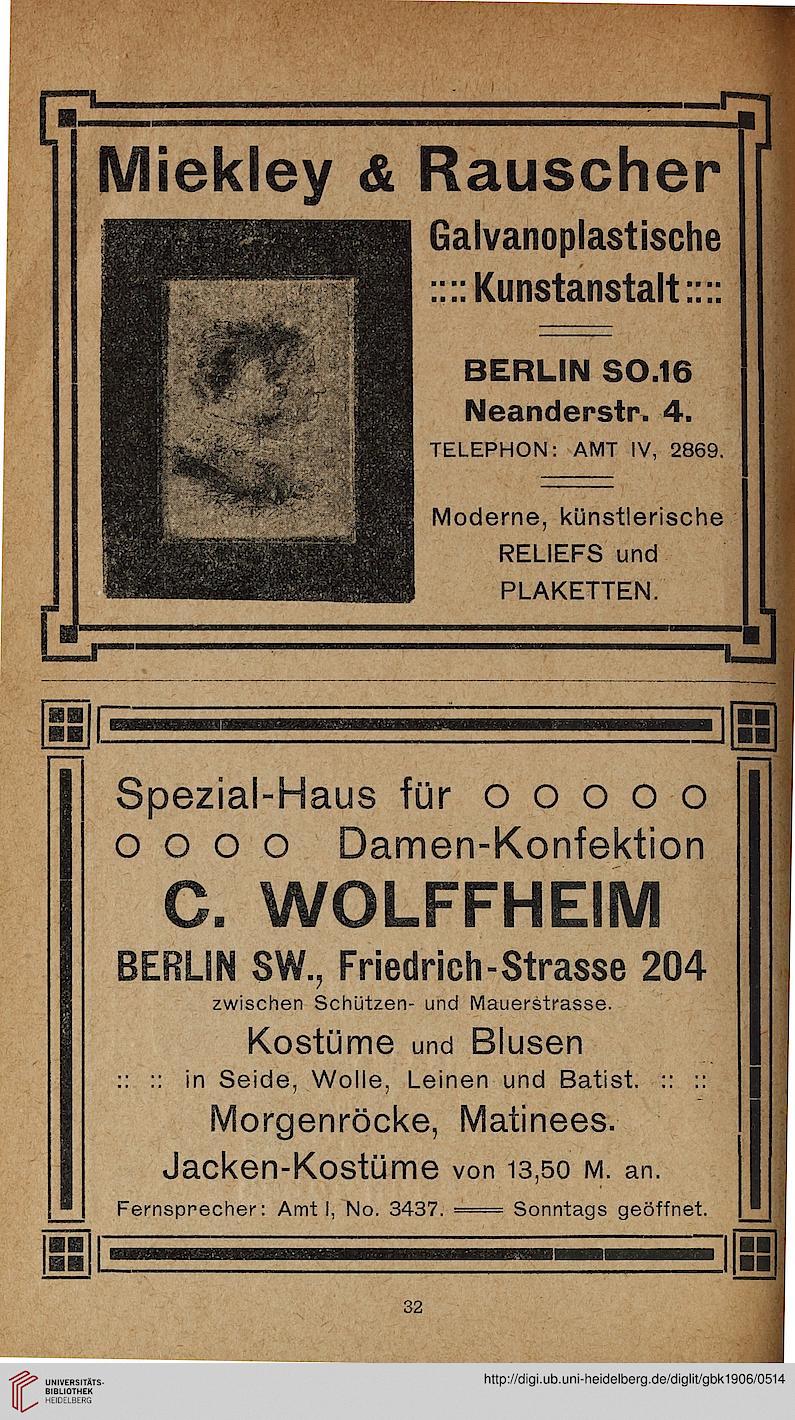 Miekley & Rauscher
Galvanoplastische
:::: Kunstanstalt ::::
BERLIN SO.16
Neanderstr. 4.
TELEPHON: AMT IV, 2869.
Moderne, künstlerische
RELIEFS und
PLAKETTEN.
Spezial-Haus für o o o o o
o o o o Damen-Konfektion
C. WOLFFHEIM
BERLIN SW., Friedrich-Strasse 204
zwischen Schützen- und Mauerstrasse.
Kostüme und Blusen
:: :: in Seide, Wolle, Leinen und Batist. :: ::
Morgenröcke, Matinees.
Jacken-Kostüme von 13,50 M. an.
Fernsprecher: Amt I, No. 3437. === Sonntags geöffnet.
32
UNIVERSITÄTS-
BIBLIOTHEK
HEIDELBERG
http://digi.ub.uni-heidelberg.de/diglit/gbk1906/0514